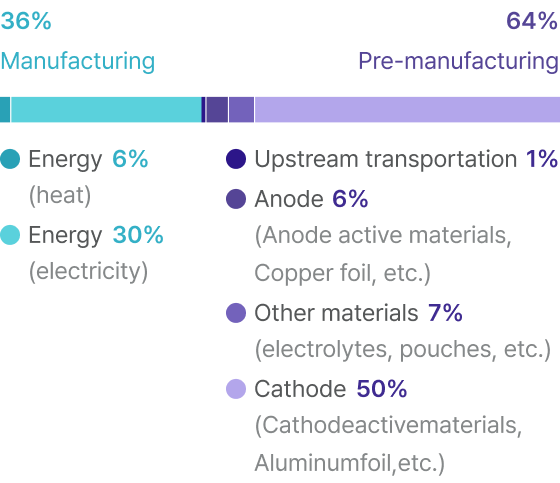 36%
64%
Manufacturing
Pre-manufacturing
Energy 6%
(heat)
Energy 30%
(electricity)
Upstream transportation 1%
Anode 6%
(Anode active materials,
Copper foil, etc.)
Other materials 7%
(electrolytes, pouches, etc.)
Cathode 50%
(Cathodeactivematerials,
Aluminumfoil,etc.)